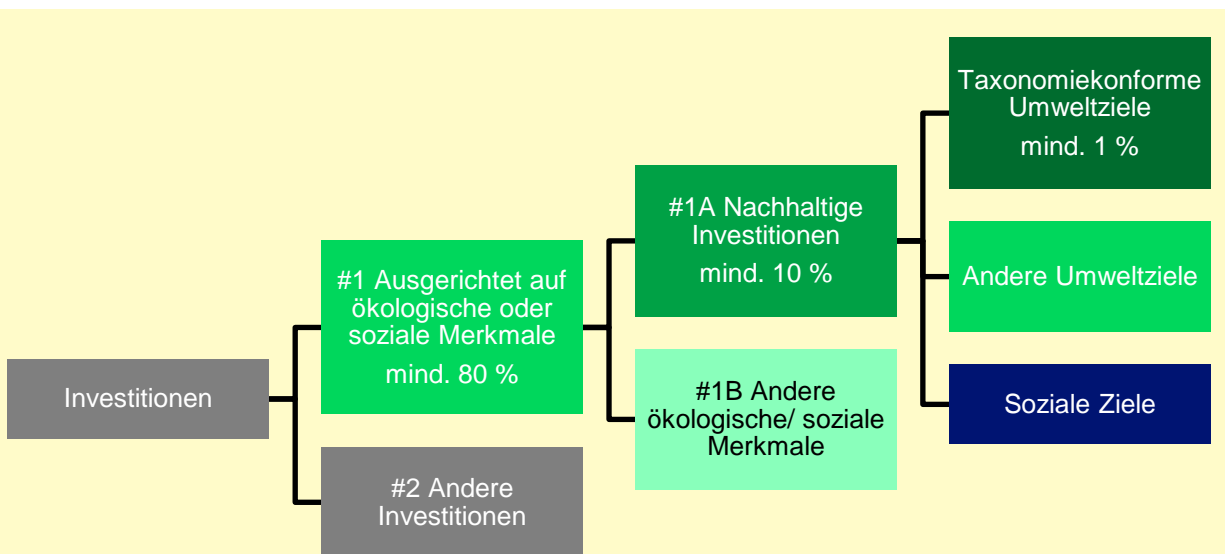 Investitionen
#1 Ausgerichtet auf
ökologische oder
soziale Merkmale
mind. 80 %
#2 Andere
Investitionen
#1A Nachhaltige
Investitionen
mind. 10 %
#1B Andere
ökologische/ soziale
Merkmale
Taxonomiekonforme
Umweltziele
mind. 1 %
Andere Umweltziele
Soziale Ziele